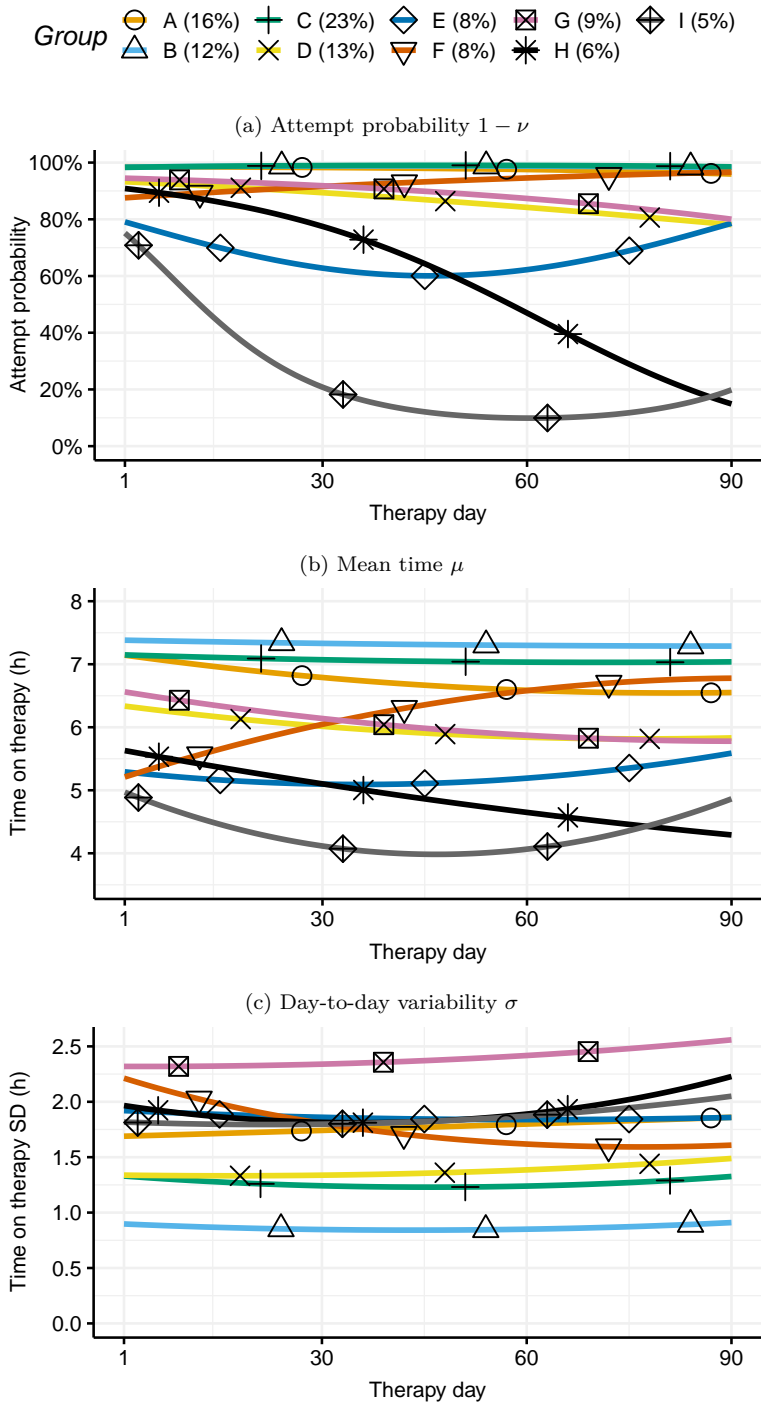 Group A (16%) C (23%) E (8%) G (9%) I (5%)
B (12%) D (13%) F (8%) H (6%)
(a) Attempt probability 1 − ν
Attempt probability
100%
80%
60%
40%
20%
0%
1 30 60 90
Therapy day
(b) Mean time μ
Time on therapy (h)
8
7
6
5
4
1 30 60 90
Therapy day
(c) Day-to-day variability σ
Time on therapy SD (h)
2.5
2.0
1.5
1.0
0.5
0.0
1 30 60 90
Therapy day